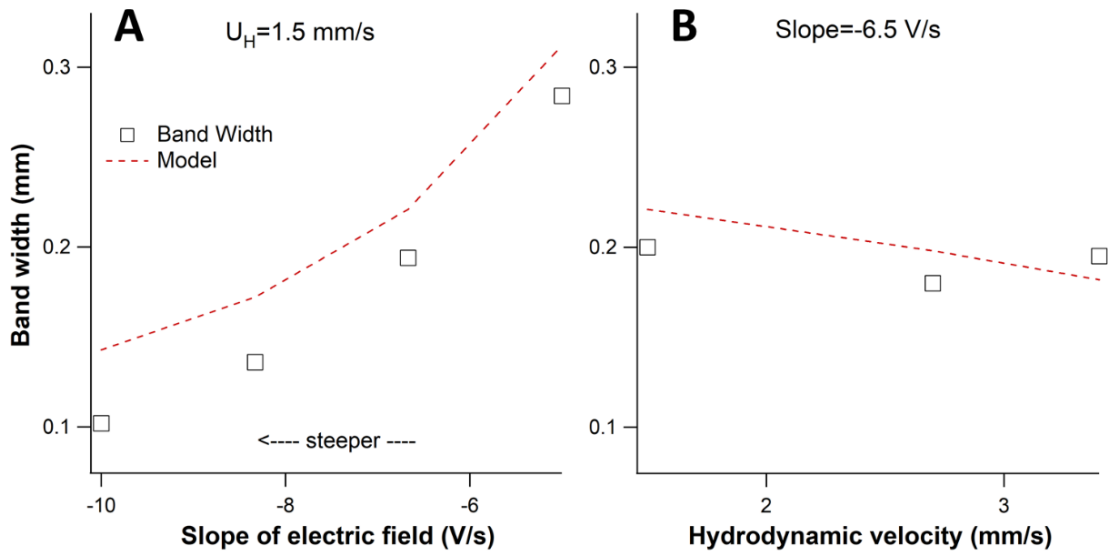 A
U_H=1.5 mm/s
0.3
Band Width
Model
0.2
0.1
<---- steeper ----
-10
-8
-6
Slope of electric field (V/s)
Band width (mm)
B
Slope=-6.5 V/s
0.3
0.2
0.1
2
3
Hydrodynamic velocity (mm/s)